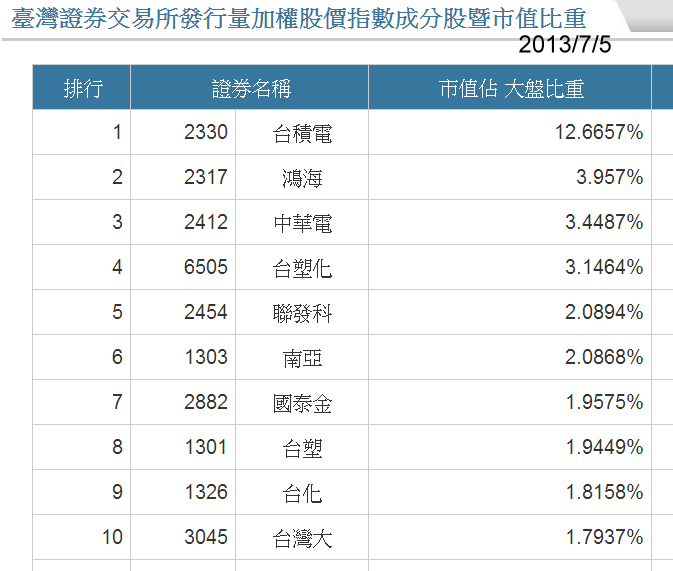 臺灣證券交易所發行量加權股價指數成分股暨市值比重
2013/7/5
排行 證券名稱 市值佔 大盤比重
1 2330 台積電 12.6657%
2 2317 鴻海 3.957%
3 2412 中華電 3.4487%
4 6505 台塑化 3.1464%
5 2454 聯發科 2.0894%
6 1303 南亞 2.0868%
7 2882 國泰金 1.9575%
8 1301 台塑 1.9449%
9 1326 台化 1.8158%
10 3045 台灣大 1.7937%